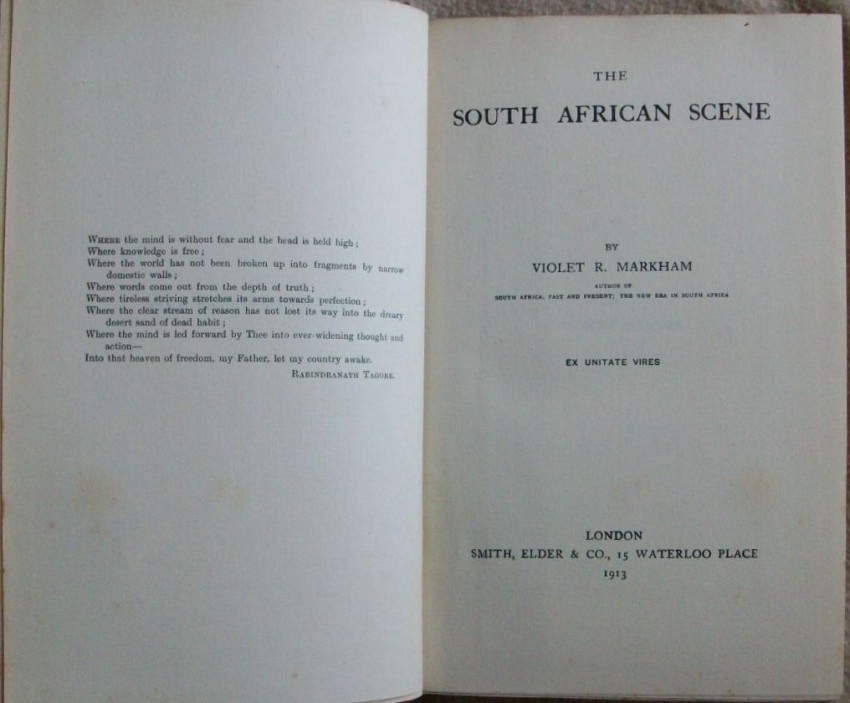 WHERE the mind is without fear and the head is held high;
Where knowledge is free;
Where the world has not been broken up into fragments by narrow
domestic walls;
Where words come out from the depth of truth;
Where tireless striving stretches its arms towards perfection;
Where the clear stream of reason has not lost its way into the dreary
desert sand of dead habit;
Where the mind is led forward by Thee into ever-widening thought and
action—
Into that heaven of freedom, my Father, let my country awake.
RABINDRANATH TAGORE.
THE
SOUTH AFRICAN SCENE
BY
VIOLET R. MARKHAM
AUTHOR OF
SOUTH AFRICA, PAST AND PRESENT; THE NEW ERA IN SOUTH AFRICA
EX UNITATE VIRES
LONDON
SMITH, ELDER & CO., 15 WATERLOO PLACE
1913